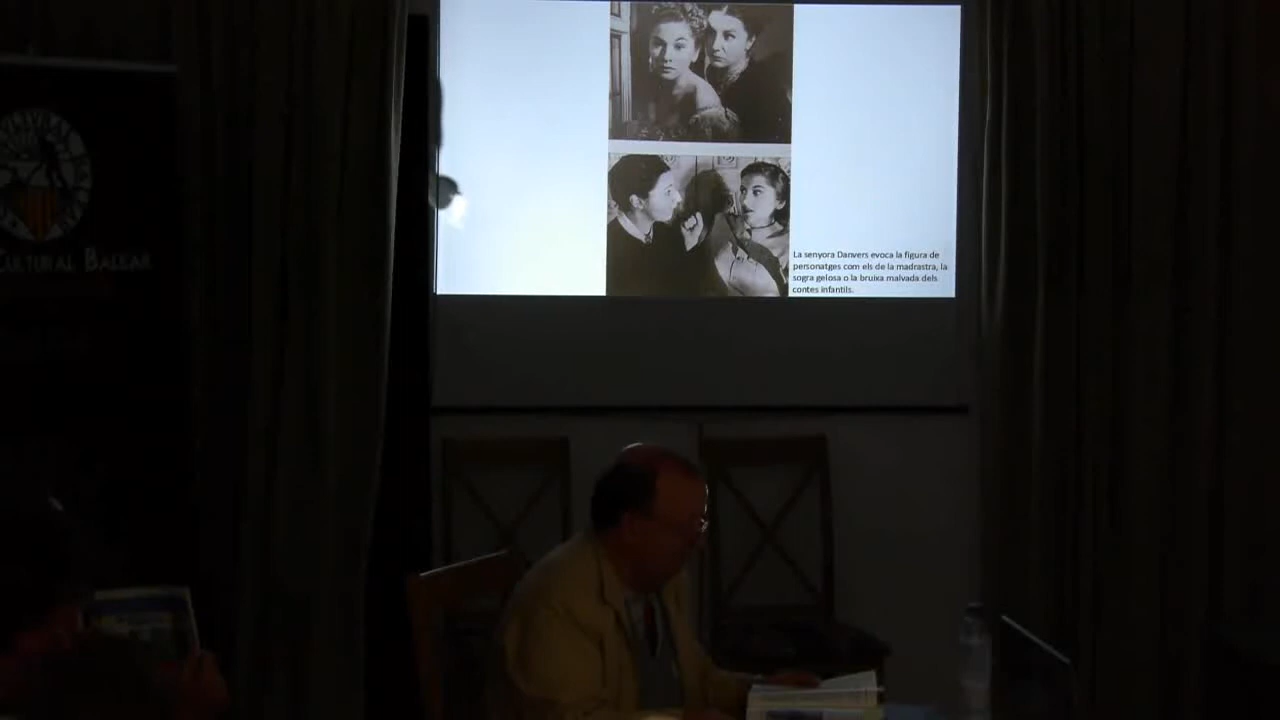 CULTURAL BALEAR
La senyora Danvers evoca la figura de
personatges com els de la madrastra, la
sogra gelosa o la bruixa malvada dels
contes infantils.